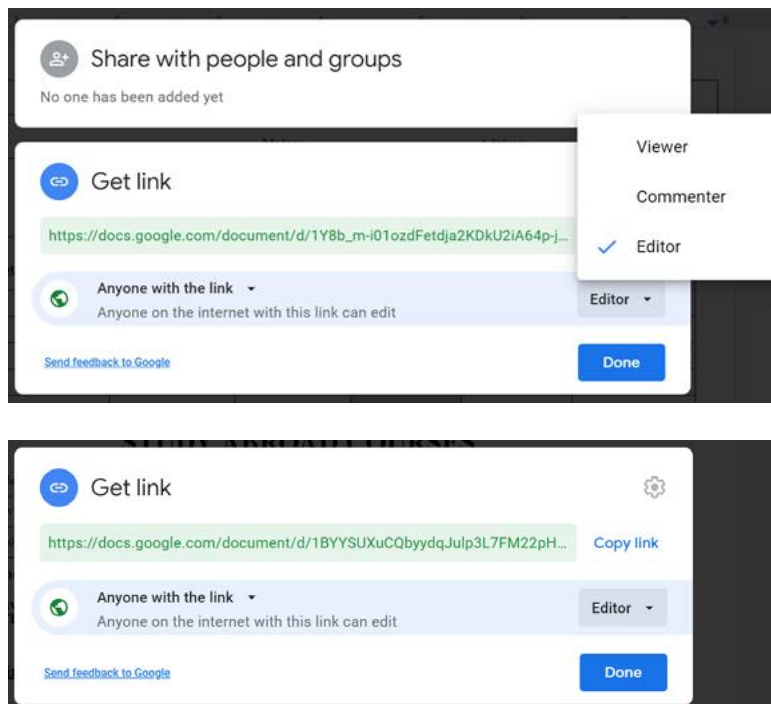 Share with people and groups
No one has been added yet
Viewer
Get link
Commenter
https://docs.google.com/document/d/1Y8b_m-i01ozdFetdja2KDkU2iA64p-j...
Editor
Anyone with the link
Anyone on the internet with this link can edit
Editor
Send feedback to Google
Done
STUDY ABROAD COURSES
Get link
https://docs.google.com/document/d/1BYYSUXuCQbyydqJulp3L7FM22pH...
Copy link
Anyone with the link
Anyone on the internet with this link can edit
Editor
Send feedback to Google
Done